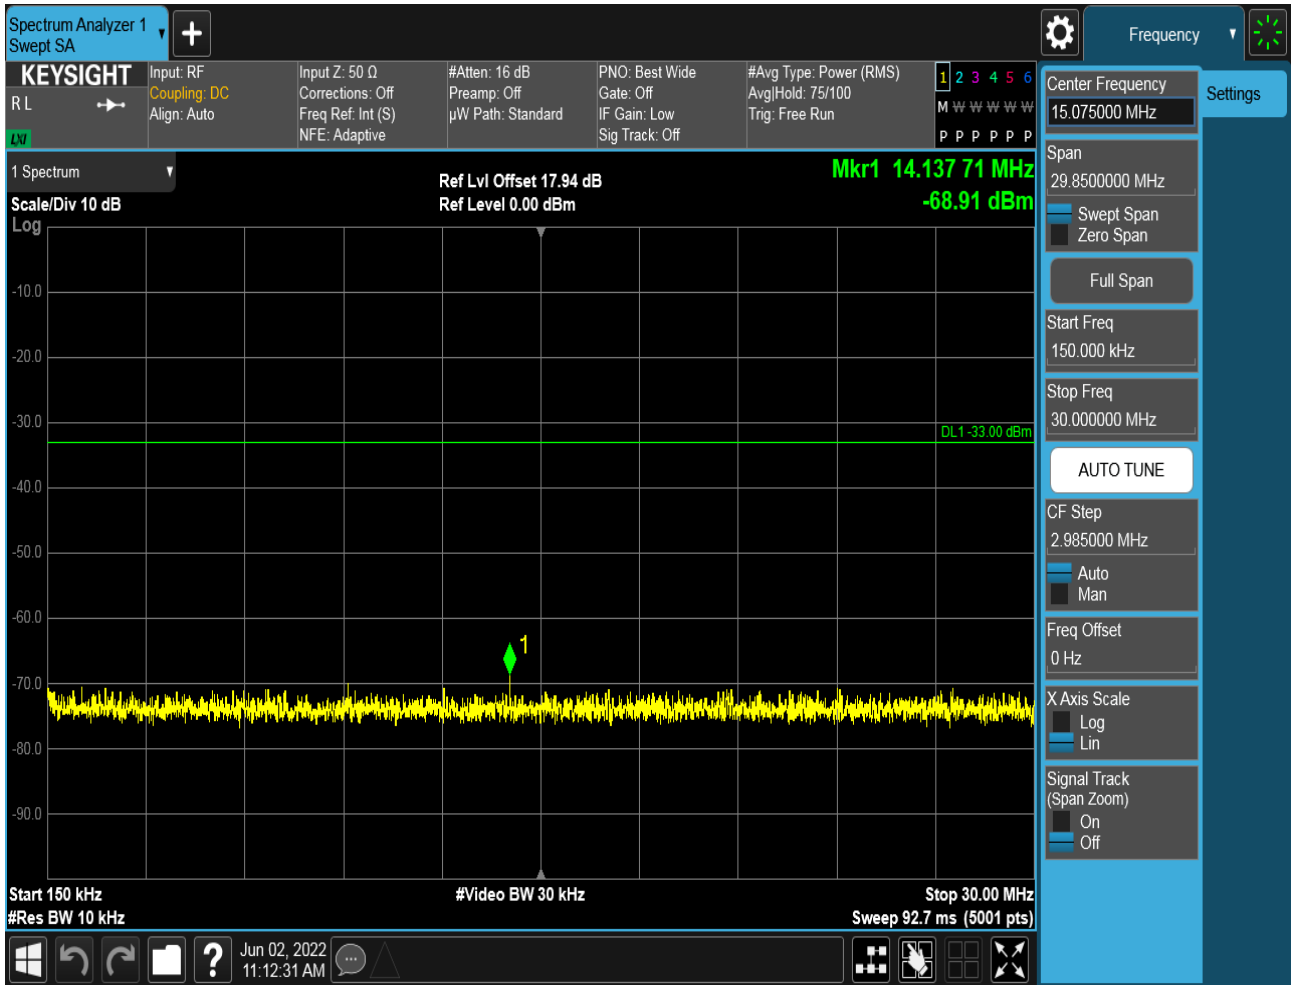 Spectrum Analyzer 1
Swept SA
Frequency
KEYSIGHT
R L
LXI
Input: RF
Coupling: DC
Align: Auto
Input Z: 50 Ω
Corrections: Off
Freq Ref: Int (S)
NFE: Adaptive
#Atten: 16 dB
Preamp: Off
µW Path: Standard
PNO: Best Wide
Gate: Off
IF Gain: Low
Sig Track: Off
#Avg Type: Power (RMS)
Avg|Hold: 75/100
Trig: Free Run
1 2 3 4 5 6
M W W W W W
P P P P P P
1 Spectrum
Scale/Div 10 dB
Log
Ref Lvl Offset 17.94 dB
Ref Level 0.00 dBm
Mkr1 14.137 71 MHz
-68.91 dBm
-10.0
-20.0
-30.0
DL1 -33.00 dBm
-40.0
-50.0
-60.0
1
-70.0
-80.0
-90.0
Start 150 kHz
#Res BW 10 kHz
#Video BW 30 kHz
Stop 30.00 MHz
Sweep 92.7 ms (5001 pts)
Jun 02, 2022
11:12:31 AM
Center Frequency
15.075000 MHz
Settings
Span
29.8500000 MHz
Swept Span
Zero Span
Full Span
Start Freq
150.000 kHz
Stop Freq
30.000000 MHz
AUTO TUNE
CF Step
2.985000 MHz
Auto
Man
Freq Offset
0 Hz
X Axis Scale
Log
Lin
Signal Track
(Span Zoom)
On
Off